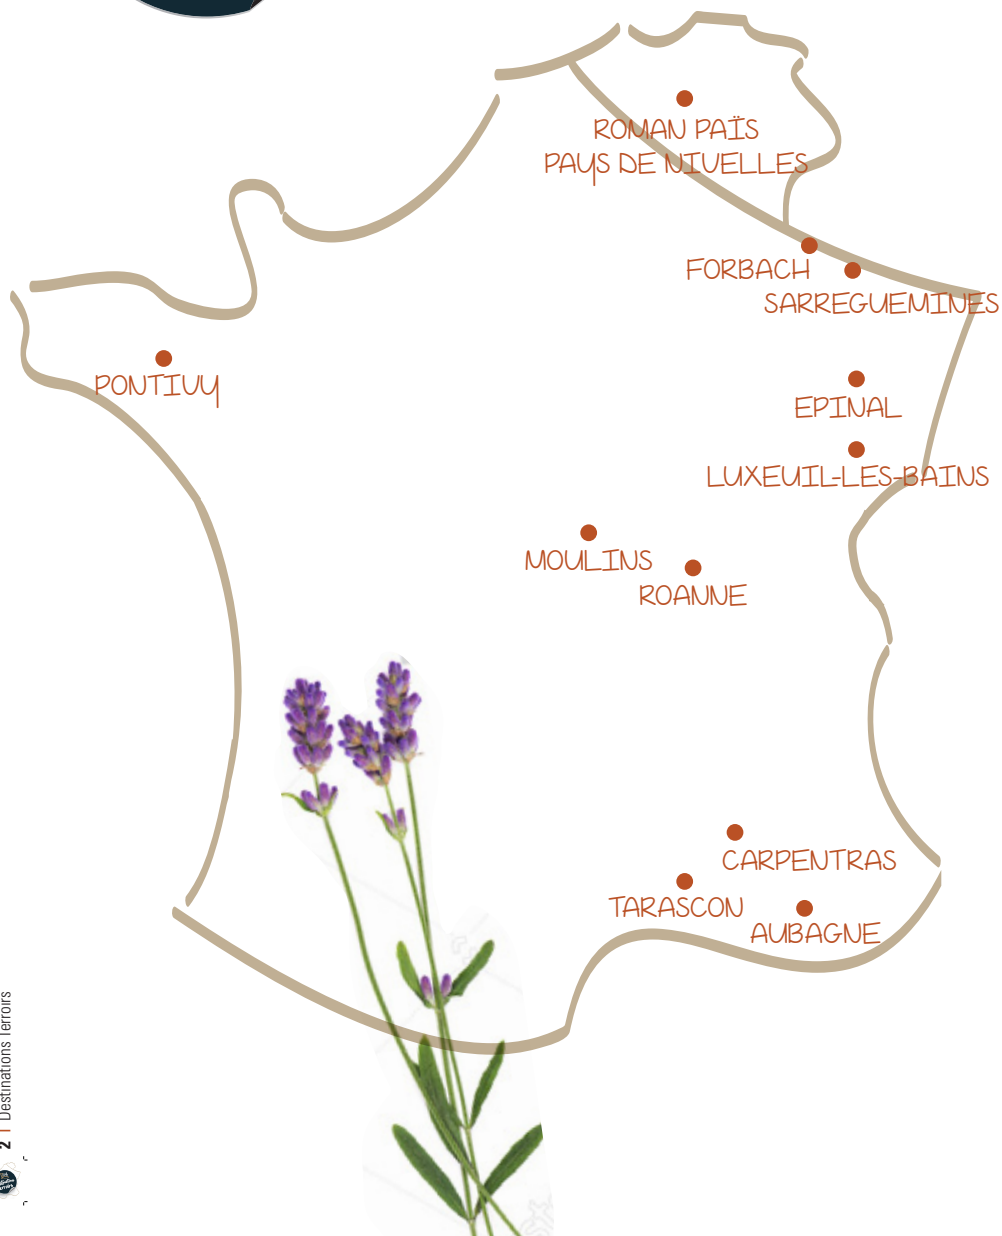 ROMAN PAÏS
PAYS DE NIVELLES
FORBACH
SARREGUEMINES
PONTIVY
EPINAL
LUXEUIL-LES-BAINS
MOULINS
ROANNE
CARPENTRAS
TARASCON
AUBAGNE
2 | Destinations Terroirs